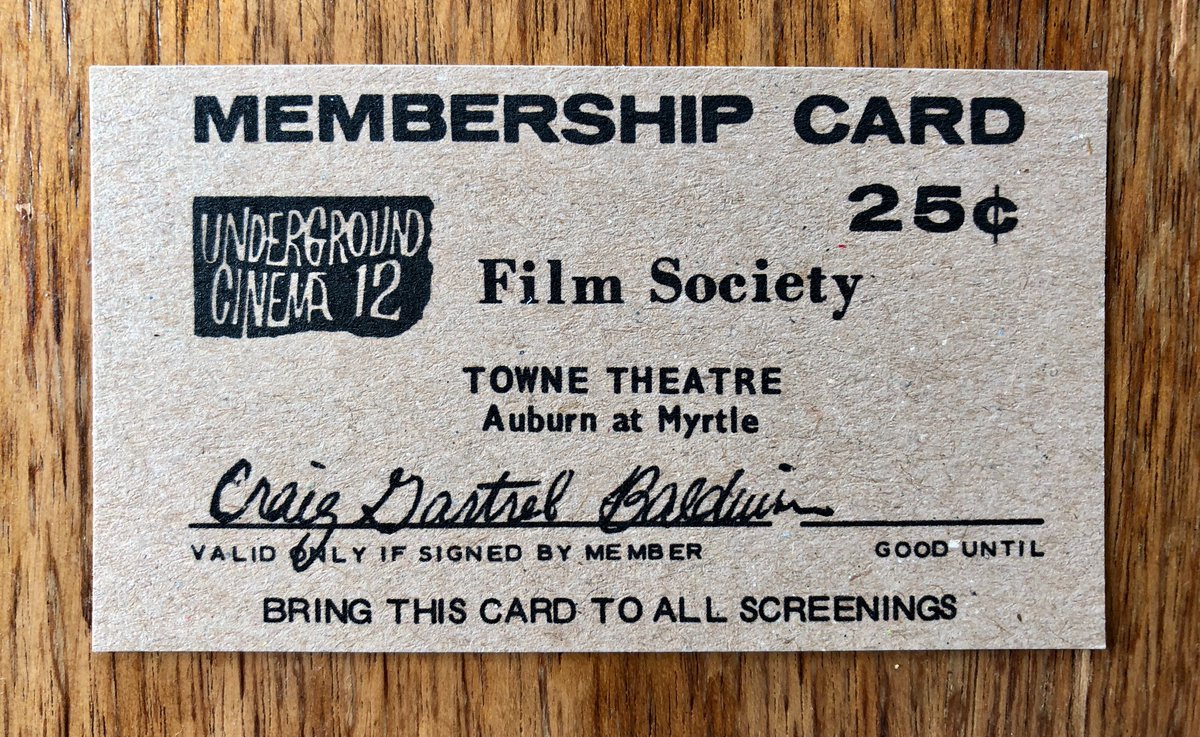 MEMBERSHIP CARD
25¢
UNDERGROUND
CINEMA 12
Film Society
TOWNE THEATRE
Auburn at Myrtle
Craig Gartrel Baldwin
VALID ONLY IF SIGNED BY MEMBER
GOOD UNTIL
BRING THIS CARD TO ALL SCREENINGS